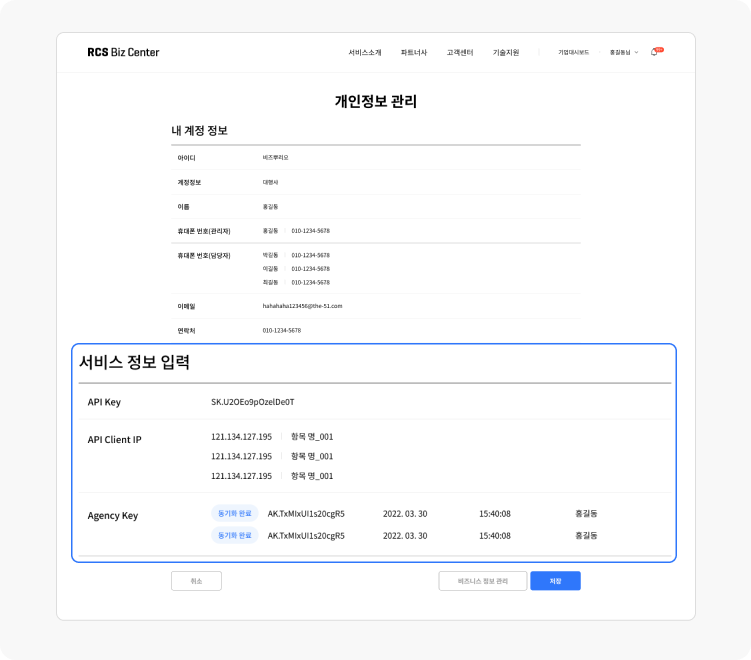 RCS Biz Center 서비스소개 파트너사 고객센터 기술지원 기업대시보드 홍길동님
개인정보 관리
내 계정 정보
아이디 비즈뿌리오
계정정보 대행사
이름 홍길동
휴대폰 번호(관리자) 홍길동 010-1234-5678
휴대폰 번호(담당자) 박길동 010-1234-5678
이길동 010-1234-5678
최길동 010-1234-5678
이메일 hahahaha123456@the-51.com
연락처 010-1234-5678
서비스 정보 입력
API Key SK.U2OEo9pOzelDe0T
API Client IP 121.134.127.195 항목 명_001
121.134.127.195 항목 명_001
121.134.127.195 항목 명_001
Agency Key 동기화 완료 AK.TxMIxUI1s20cgR5 2022. 03. 30 15:40:08 홍길동
동기화 완료 AK.TxMIxUI1s20cgR5 2022. 03. 30 15:40:08 홍길동
취소 비즈니스 정보 관리 저장